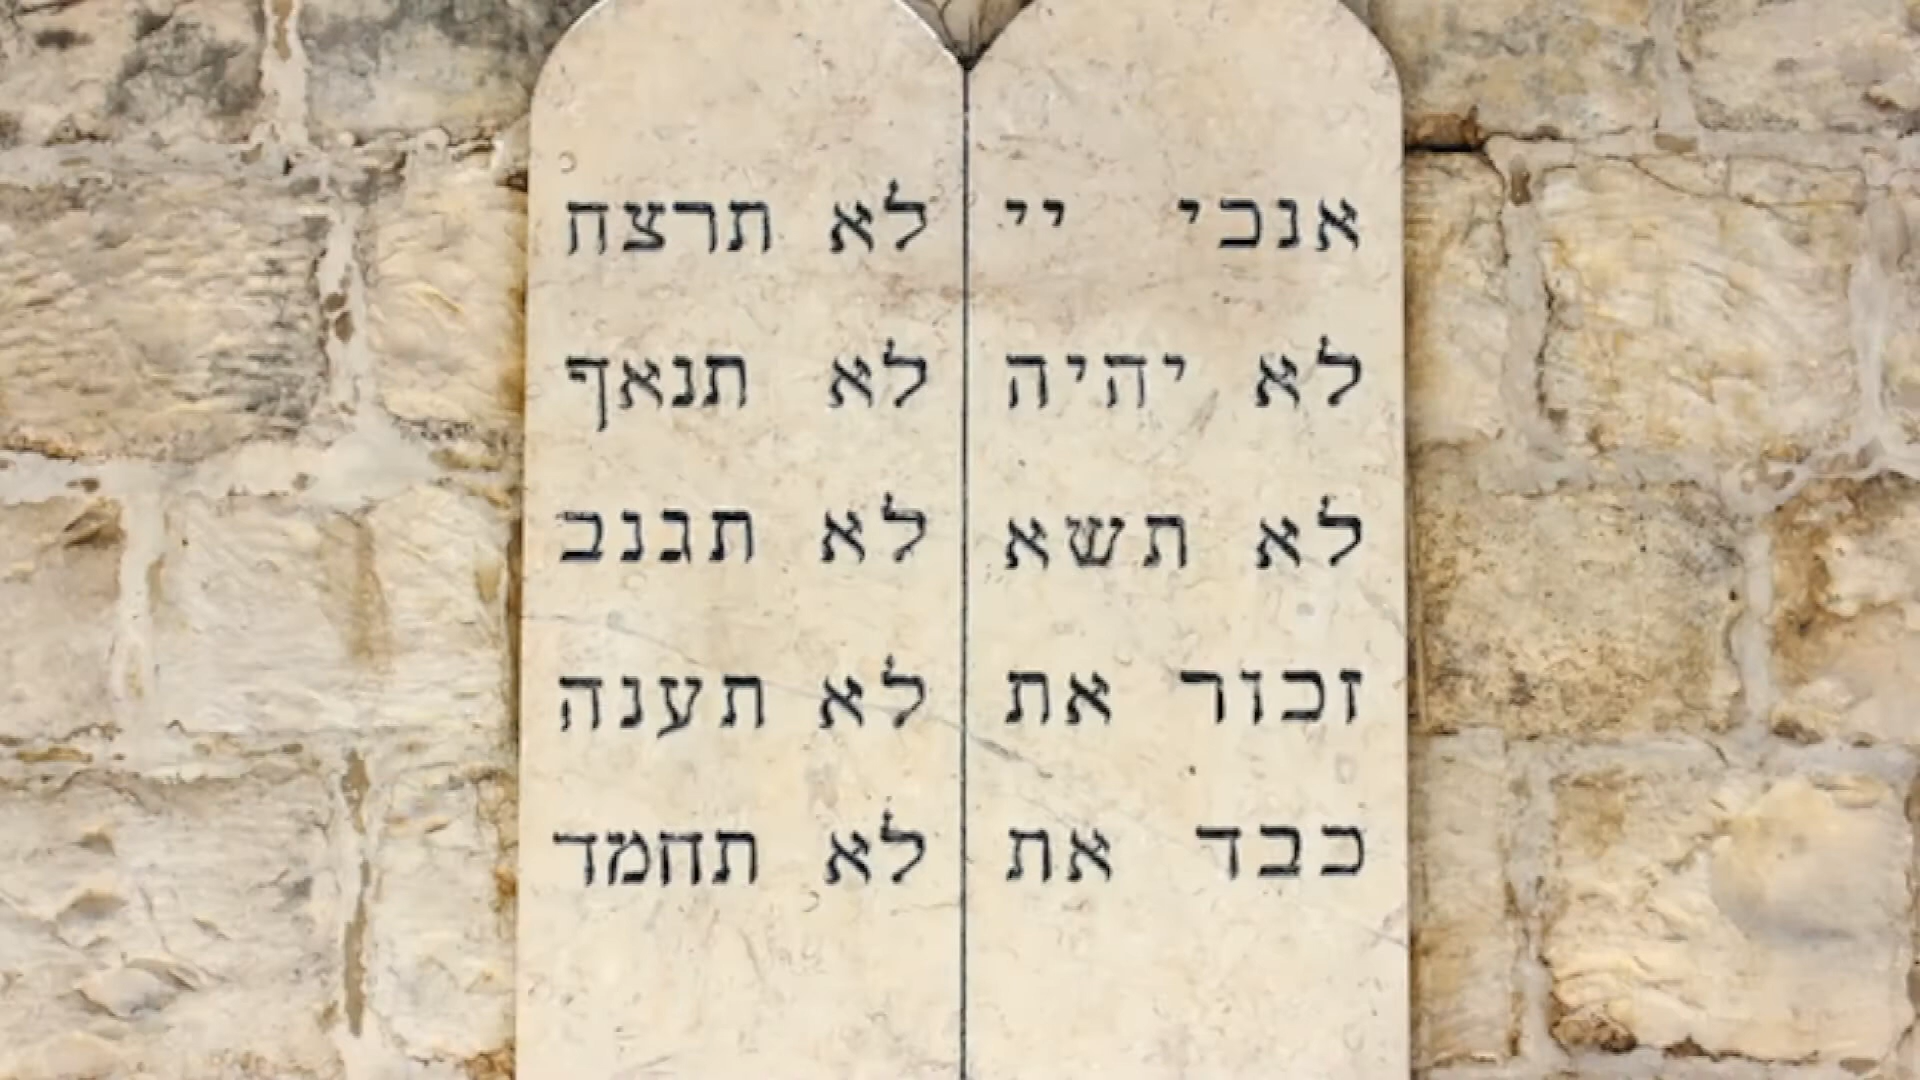 אנכי יי
לא יהיה
לא תשא
זכור את
כבד את
לא תרצח
לא תנאף
לא תגנב
לא תענה
לא תחמד